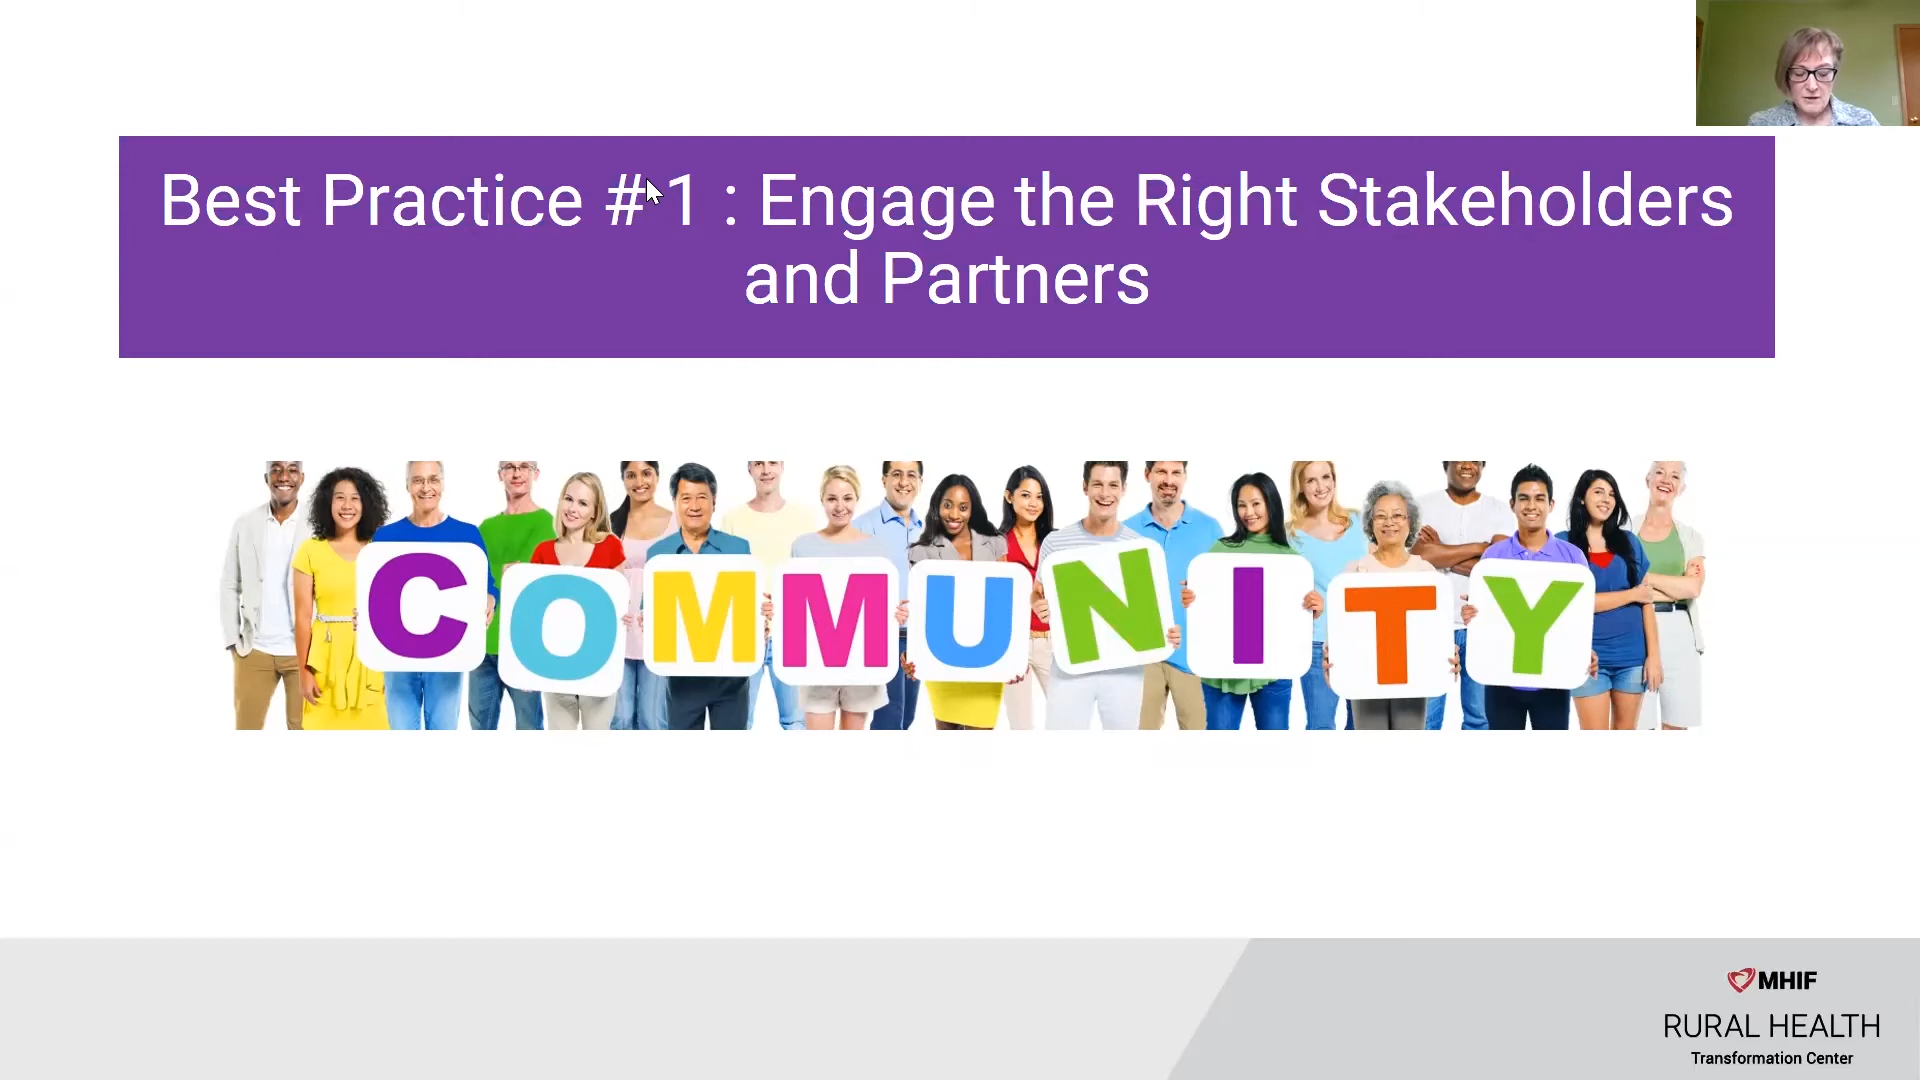 Best Practice #1 : Engage the Right Stakeholders
and Partners
COMMUNITY
MHIF
RURAL HEALTH
Transformation Center